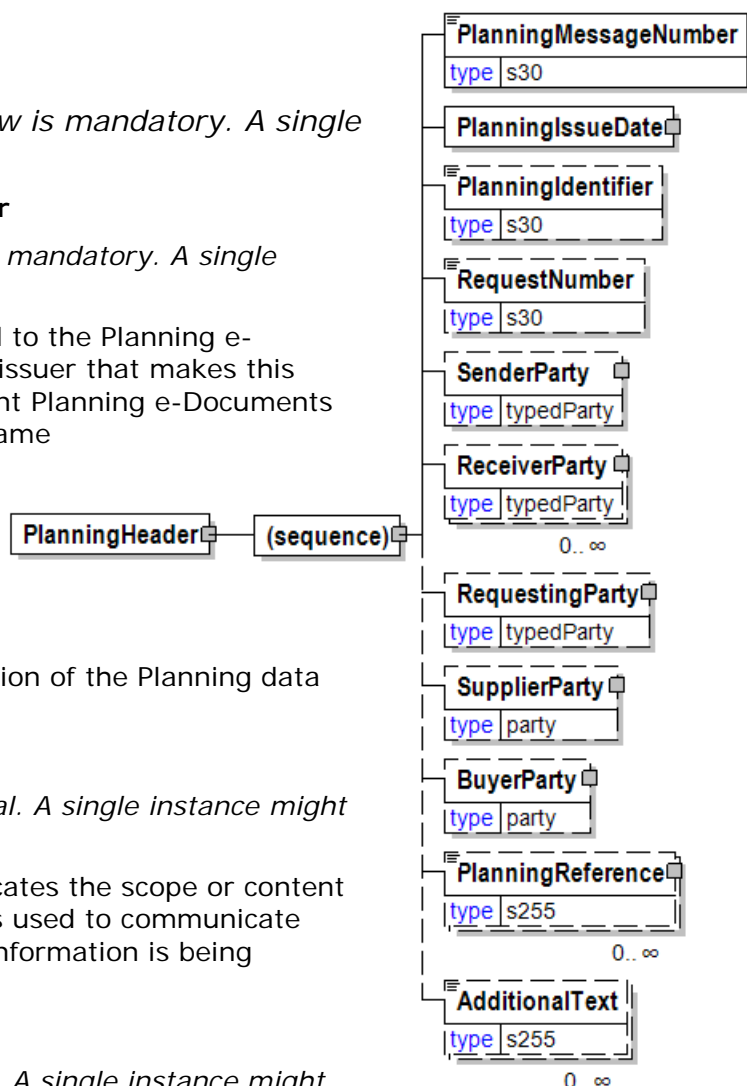 w is mandatory. A single
r
mandatory. A single
l to the Planning e-
issuer that makes this
nt Planning e-Documents
ame
tion of the Planning data
al. A single instance might
cates the scope or content
s used to communicate
information is being
A single instance might
PlanningHeader
(sequence)
PlanningMessageNumber
type s30
PlanningIssueDate
PlanningIdentifier
type s30
RequestNumber
type s30
SenderParty
type typedParty
ReceiverParty
type typedParty
0.. ∞
RequestingParty
type typedParty
SupplierParty
type party
BuyerParty
type party
PlanningReference
type s255
0.. ∞
AdditionalText
type s255
0.. ∞